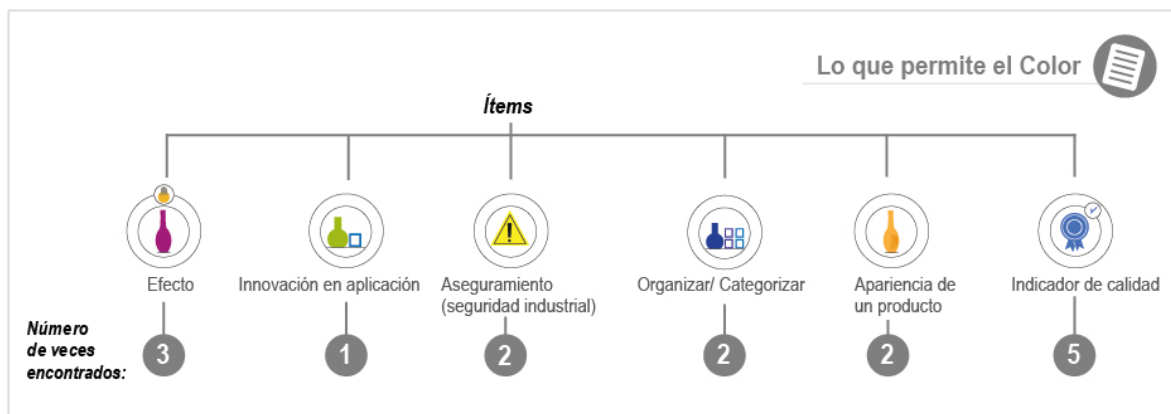 Lo que permite el Color
Ítems
Efecto
Innovación en aplicación
Aseguramiento
(seguridad industrial)
Organizar/ Categorizar
Apariencia de
un producto
Indicador de calidad
Número
de veces
encontrados:
3
1
2
2
2
5